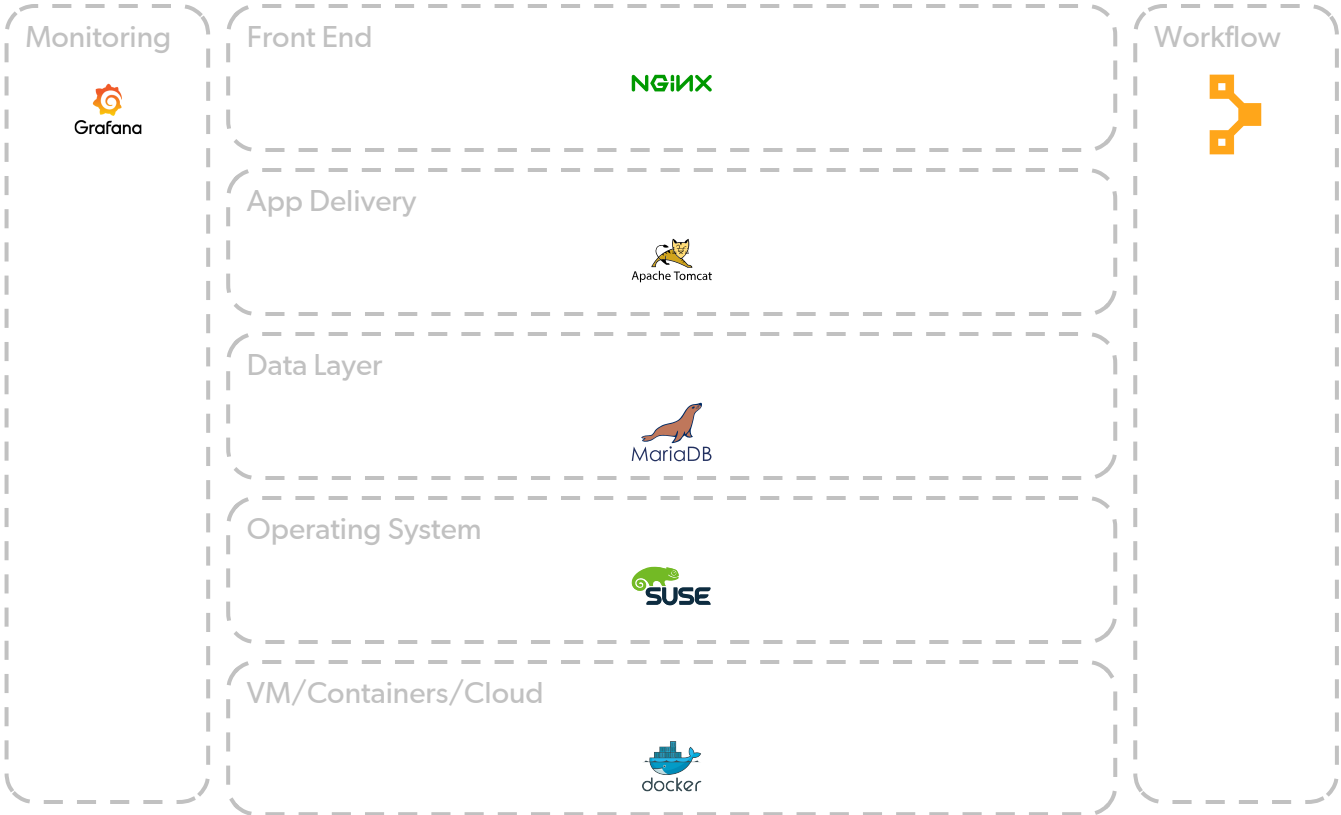 Monitoring
Grafana
Front End
NGiNX
App Delivery
Apache Tomcat
Data Layer
MariaDB
Operating System
SUSE
VM/Containers/Cloud
docker
Workflow